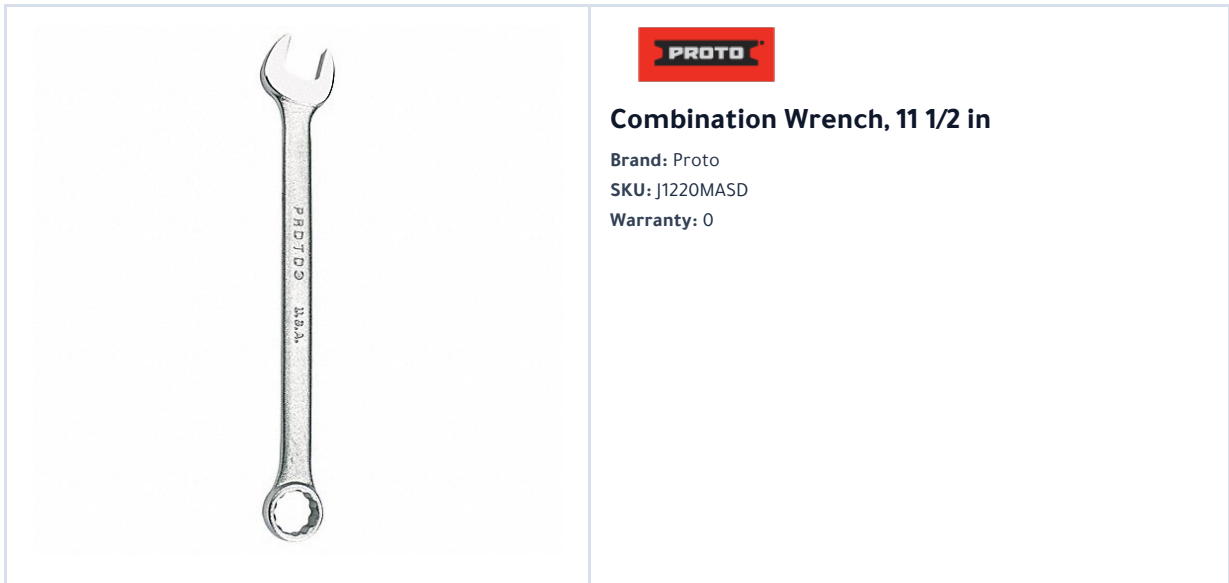 PROTO
U.S.A.
PROTO
Combination Wrench, 11 1/2 in
Brand: Proto
SKU: J1220MASD
Warranty: 0